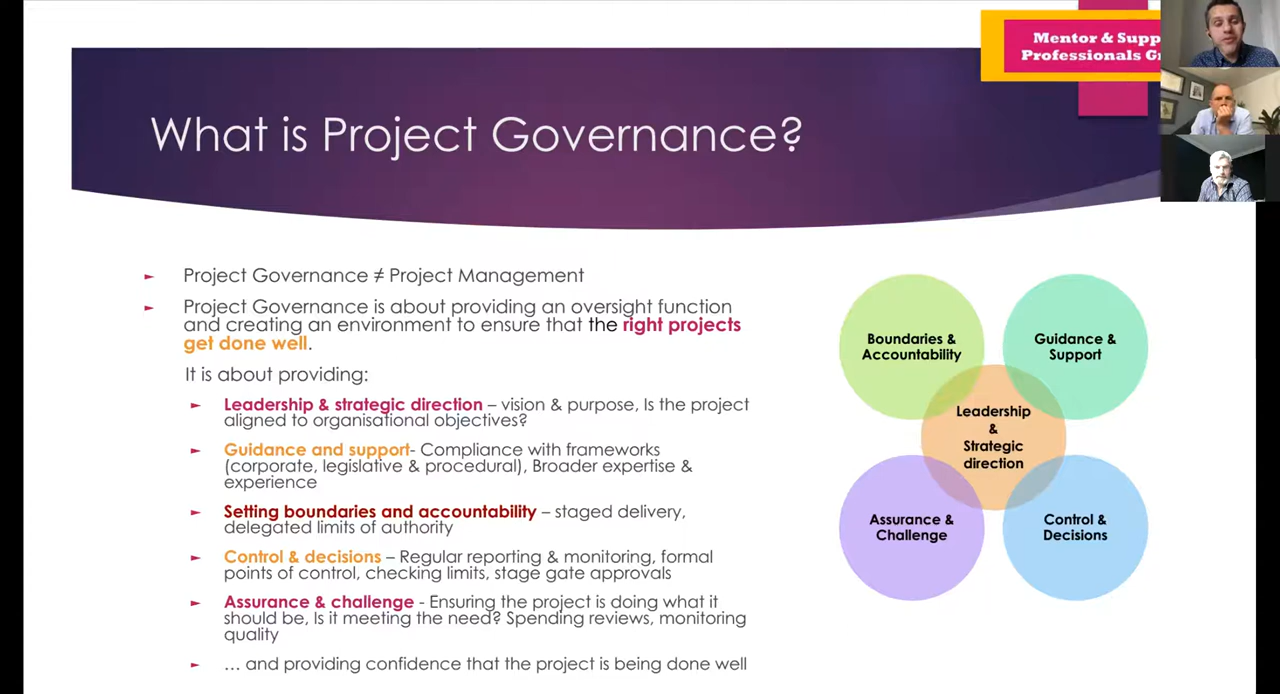 Mentor & Supp
Professionals G
What is Project Governance?
► Project Governance ≠ Project Management
► Project Governance is about providing an oversight function
and creating an environment to ensure that the right projects
get done well.
It is about providing:
► Leadership & strategic direction – vision & purpose, Is the project
aligned to organisational objectives?
► Guidance and support- Compliance with frameworks
(corporate, legislative & procedural), Broader expertise &
experience
► Setting boundaries and accountability – staged delivery,
delegated limits of authority
► Control & decisions – Regular reporting & monitoring, formal
points of control, checking limits, stage gate approvals
► Assurance & challenge - Ensuring the project is doing what it
should be, Is it meeting the need? Spending reviews, monitoring
quality
► … and providing confidence that the project is being done well
Boundaries &
Accountability
Guidance &
Support
Leadership
&
Strategic
direction
Assurance &
Challenge
Control &
Decisions